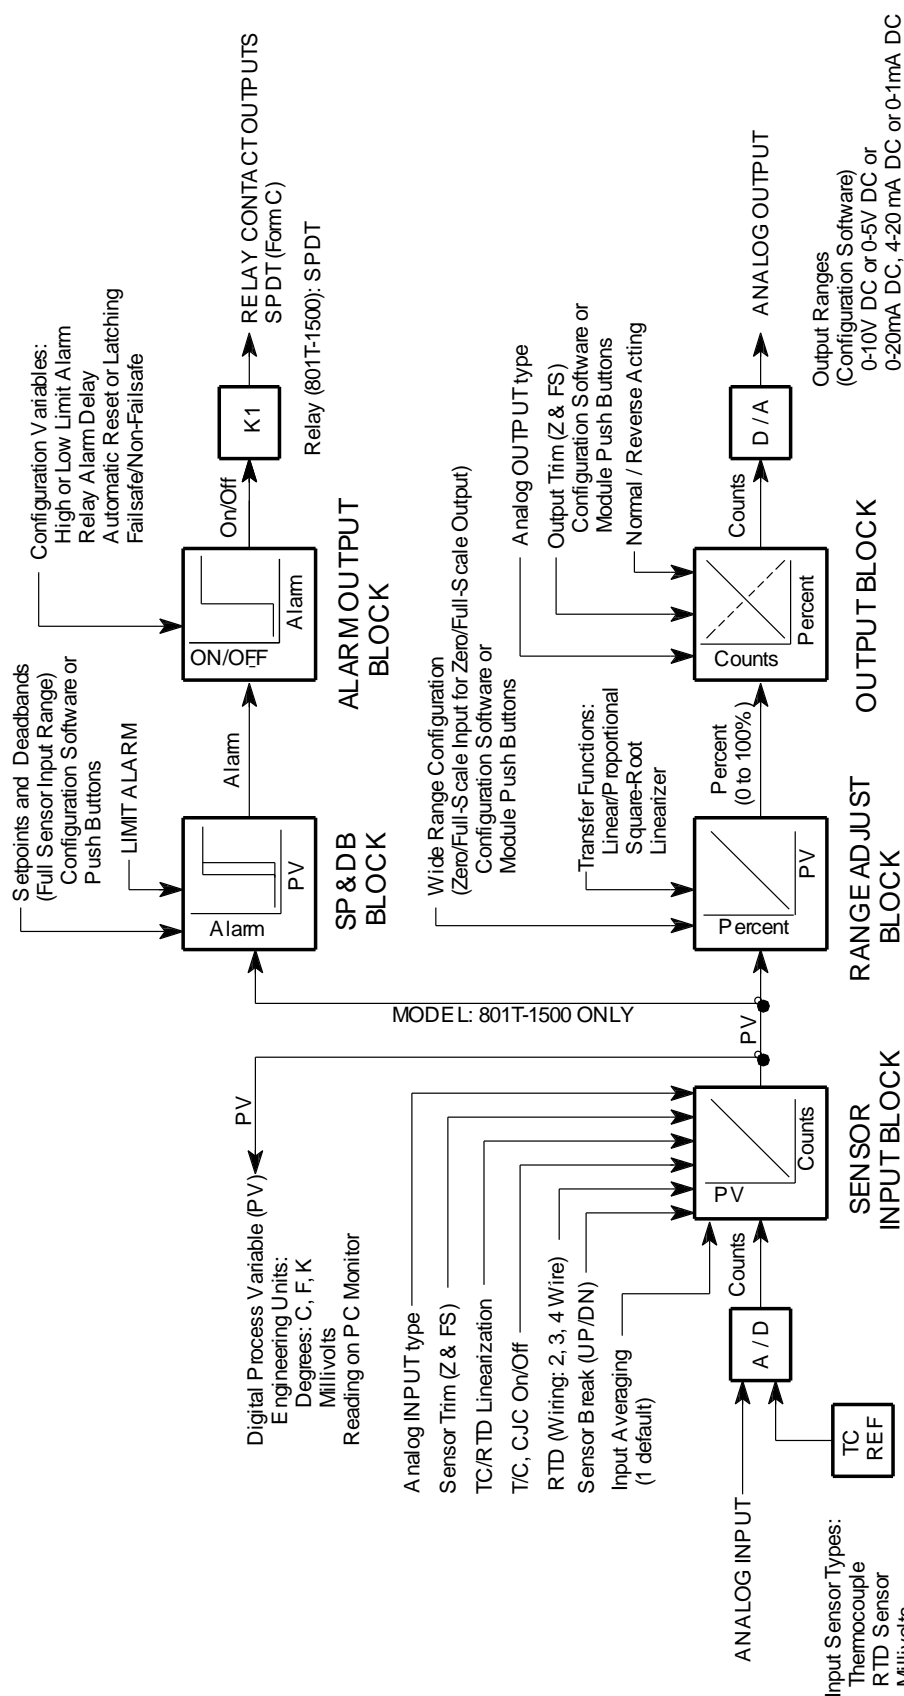 Setpoints and Deadbands
(Full Sensor Input Range)
Configuration Software or
Push Buttons
LIMIT ALARM
Alarm
PV
SP & DB
BLOCK
Alarm
Configuration Variables:
High or Low Limit Alarm
Relay Alarm Delay
Automatic Reset or Latching
Failsafe/Non-Failsafe
ON/OFF
Alarm
ALARM OUTPUT
BLOCK
On/Off
K1
RELAY CONTACT OUTPUTS
SPDT (Form C)
Relay (801T-1500): SPDT
Digital Process Variable (PV)
Engineering Units:
Degrees: C, F, K
Millivolts
Reading on PC Monitor
PV
MODEL: 801T-1500 ONLY
Analog INPUT type
Sensor Trim (Z & FS)
TC/RTD Linearization
T/C, CJC On/Off
RTD (Wiring: 2, 3, 4 Wire)
Sensor Break (UP/DN)
Input Averaging
(1 default)
ANALOG INPUT
A / D
TC
REF
Input Sensor Types:
Thermocouple
RTD Sensor
Millivolts
Counts
PV
Counts
SENSOR
INPUT BLOCK
PV
Wide Range Configuration
(Zero/Full-Scale Input for Zero/Full-Scale Output)
Configuration Software or
Module Push Buttons
Transfer Functions:
Linear/Proportional
Square-Root
Linearizer
Percent
PV
RANGE ADJUST
BLOCK
Percent
(0 to 100%)
Analog OUTPUT type
Output Trim (Z & FS)
Configuration Software or
Module Push Buttons
Normal / Reverse Acting
Counts
Percent
OUTPUT BLOCK
Counts
D / A
ANALOG OUTPUT
Output Ranges
(Configuration Software)
0-10V DC or 0-5V DC or
0-20mA DC, 4-20 mA DC or 0-1mA DC